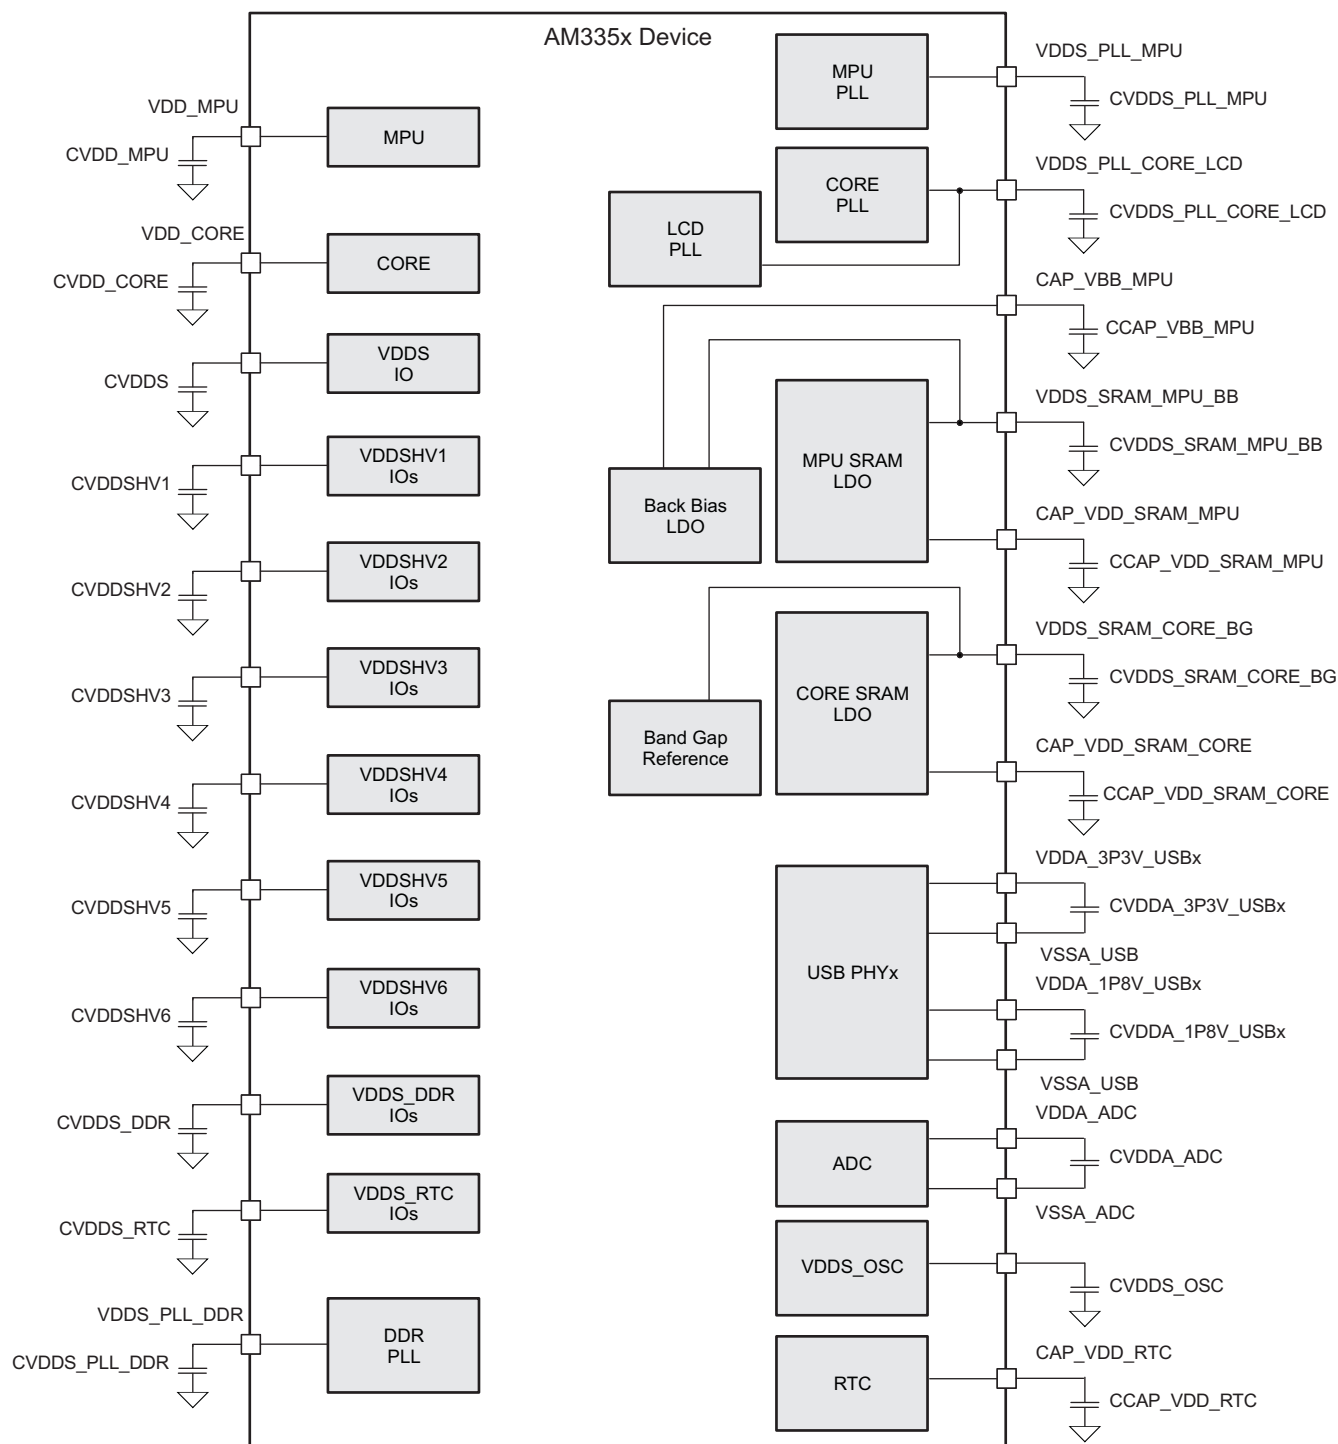 AM335x Device
VDD_MPU
CVDD_MPU
MPU
VDD_CORE
CVDD_CORE
CORE
CVDDS
VDDS
IO
CVDDSHV1
VDDSHV1
IOs
CVDDSHV2
VDDSHV2
IOs
CVDDSHV3
VDDSHV3
IOs
CVDDSHV4
VDDSHV4
IOs
CVDDSHV5
VDDSHV5
IOs
CVDDSHV6
VDDSHV6
IOs
CVDDS_DDR
VDDS_DDR
IOs
CVDDS_RTC
VDDS_RTC
IOs
VDDS_PLL_DDR
CVDDS_PLL_DDR
DDR
PLL
MPU
PLL
VDDS_PLL_MPU
CVDDS_PLL_MPU
CORE
PLL
LCD
PLL
VDDS_PLL_CORE_LCD
CVDDS_PLL_CORE_LCD
CAP_VBB_MPU
CCAP_VBB_MPU
MPU SRAM
LDO
Back Bias
LDO
VDDS_SRAM_MPU_BB
CVDDS_SRAM_MPU_BB
CAP_VDD_SRAM_MPU
CCAP_VDD_SRAM_MPU
CORE SRAM
LDO
Band Gap
Reference
VDDS_SRAM_CORE_BG
CVDDS_SRAM_CORE_BG
CAP_VDD_SRAM_CORE
CCAP_VDD_SRAM_CORE
USB PHYx
VDDA_3P3V_USBx
CVDDA_3P3V_USBx
VSSA_USB
VDDA_1P8V_USBx
CVDDA_1P8V_USBx
VSSA_USB
ADC
VDDA_ADC
CVDDA_ADC
VSSA_ADC
VDDS_OSC
CVDDS_OSC
RTC
CAP_VDD_RTC
CCAP_VDD_RTC